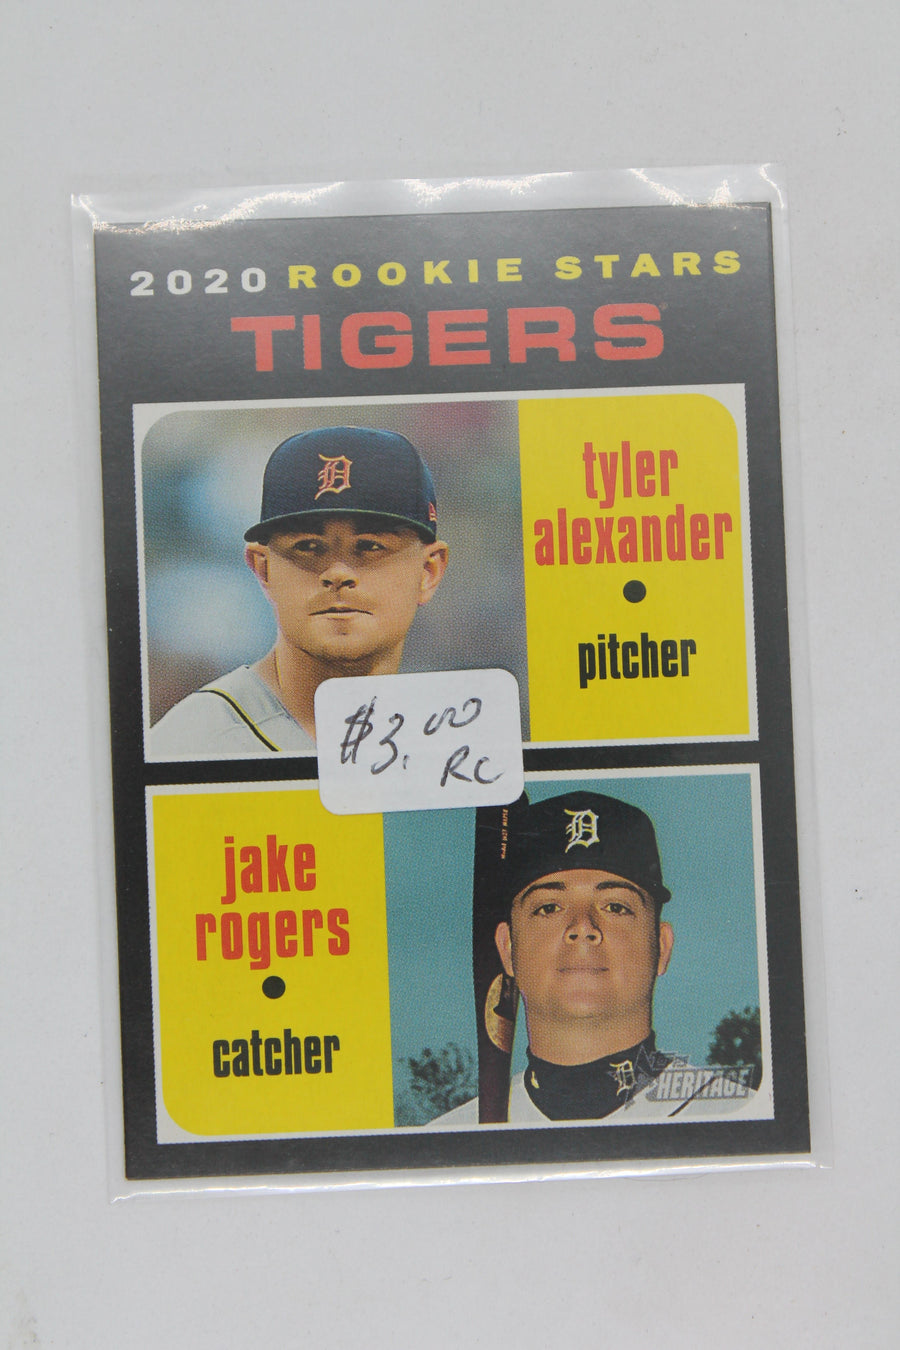 2020 ROOKIE STARS
TIGERS
D
tyler
alexander
pitcher
$3.00
RC
jake
rogers
catcher
D
D
HERITAGE